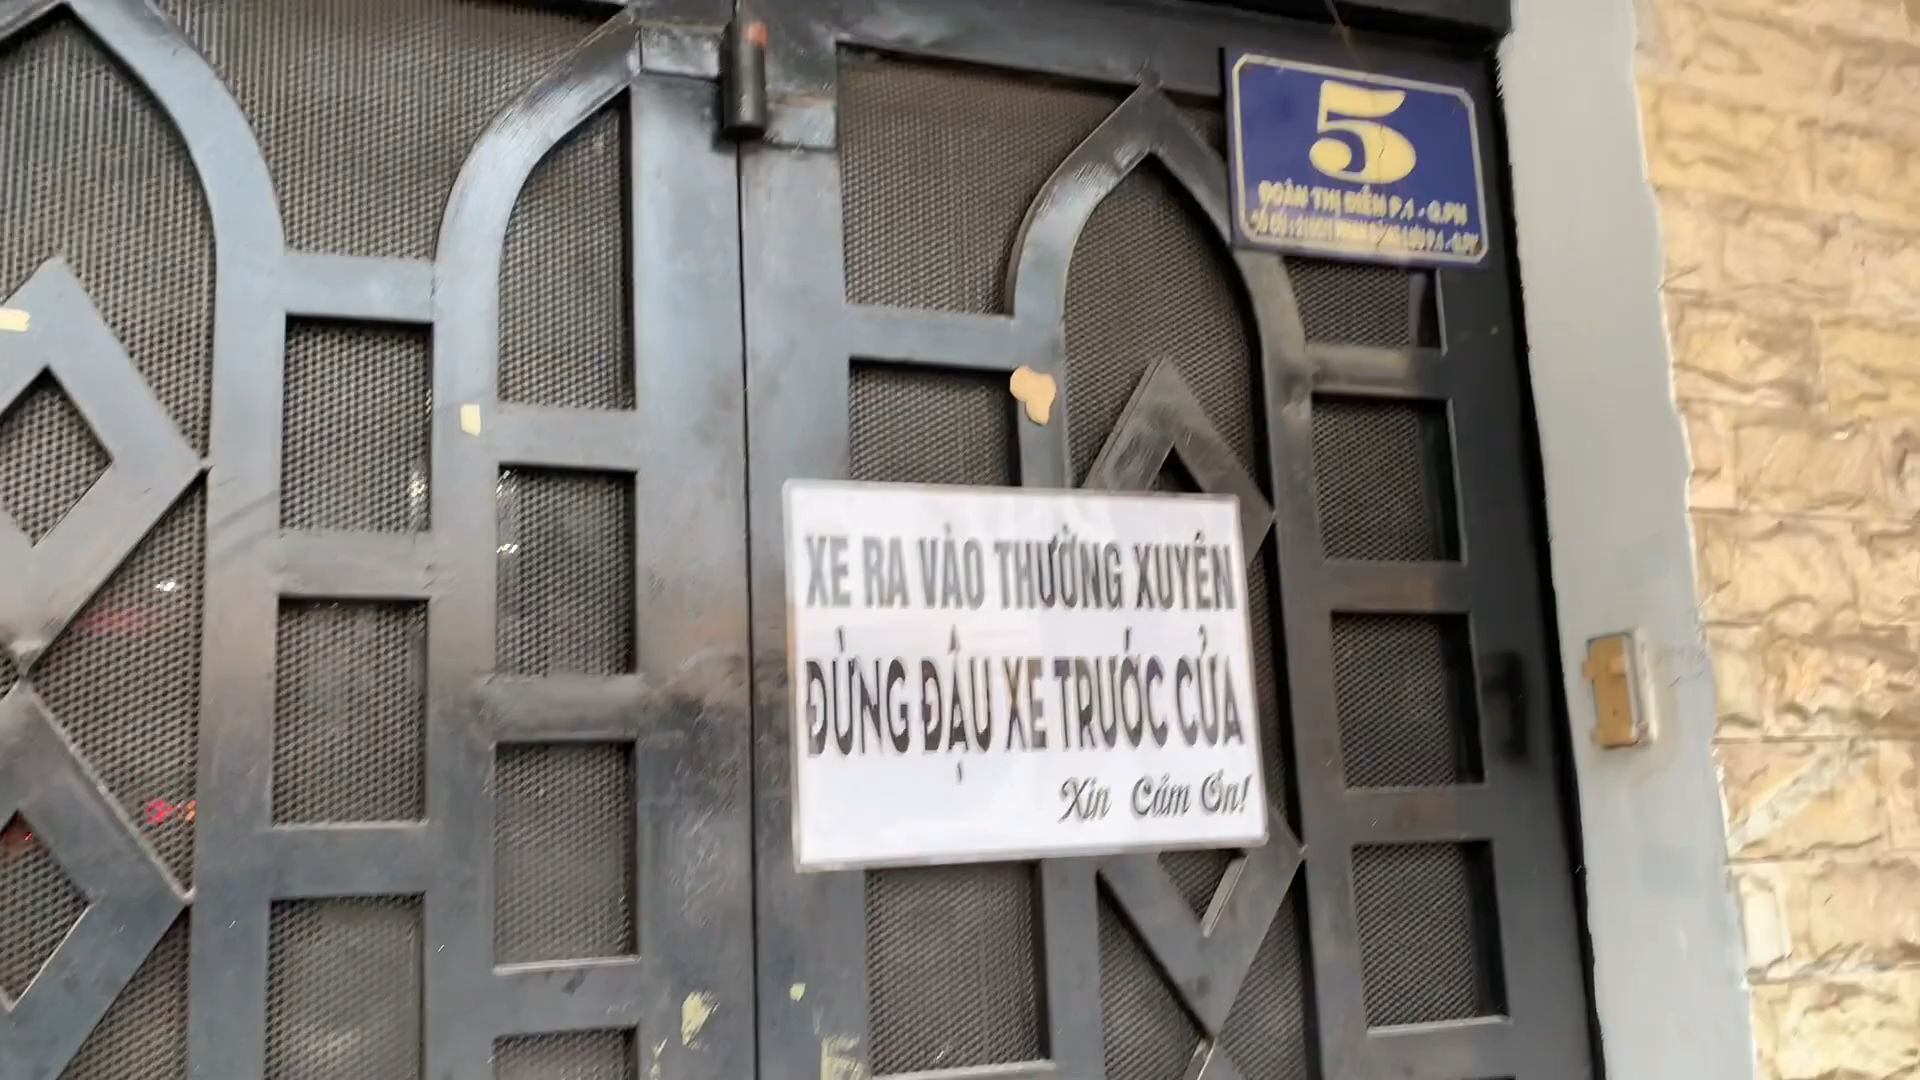 5
ĐOÀN THỊ ĐIỂM P.1 - Q.PN
XE RA VÀO THƯỜNG XUYÊN
ĐỪNG ĐẬU XE TRƯỚC CỬA
Xin Cảm Ơn!